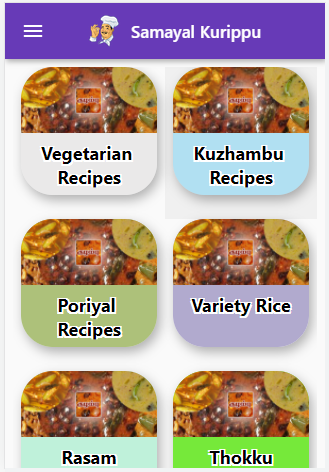 Samayal Kurippu
Vegetarian
Recipes
Kuzhambu
Recipes
Poriyal
Recipes
Variety Rice
Rasam
Thokku